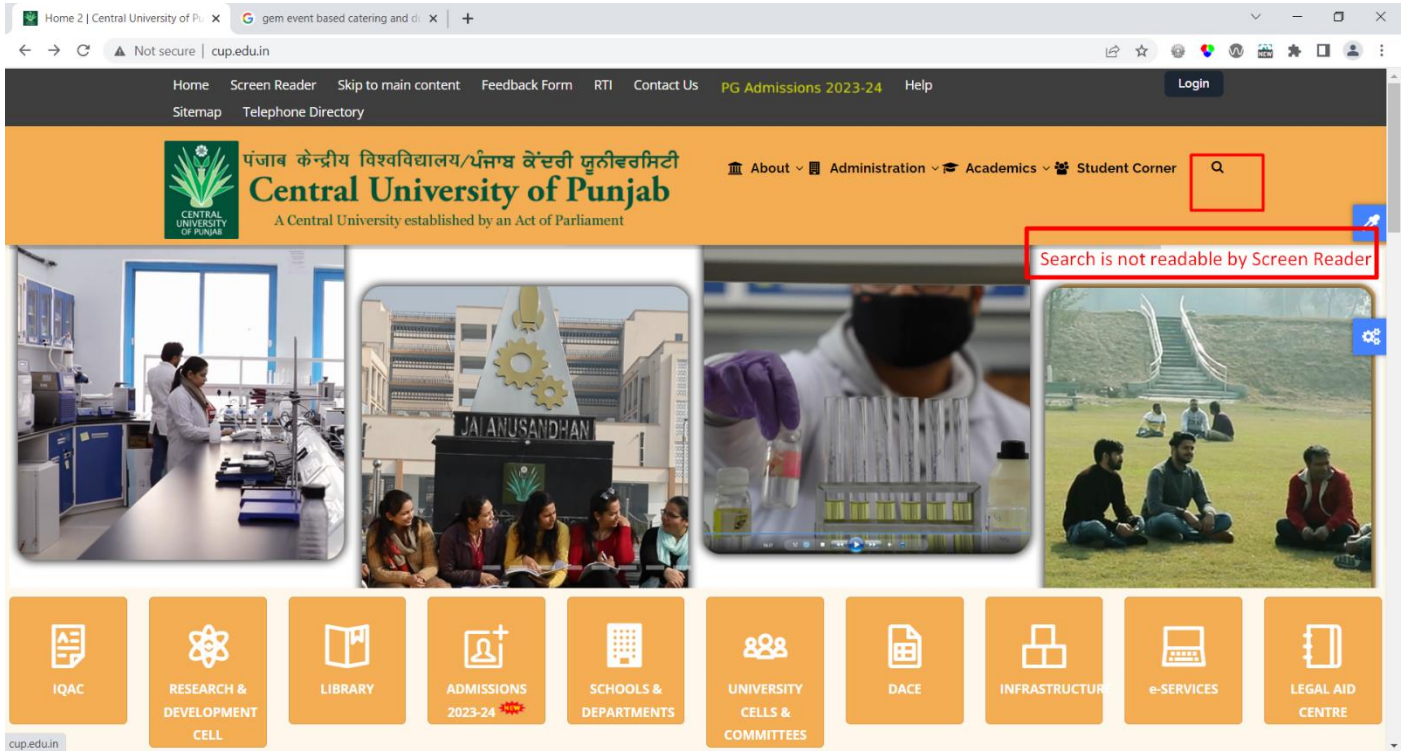 Home 2 | Central University of Pu
gem event based catering and d
Not secure | cup.edu.in
Home Screen Reader Skip to main content Feedback Form RTI Contact Us PG Admissions 2023-24 Help Login
Sitemap Telephone Directory
पंजाब केन्द्रीय विश्वविद्यालय/ਪੰਜਾਬ ਕੇਂਦਰੀ ਯੂਨੀਵਰਸਿਟੀ
Central University of Punjab
A Central University established by an Act of Parliament
CENTRAL
UNIVERSITY
OF PUNJAB
About Administration Academics Student Corner
Search is not readable by Screen Reader
JAI ANUSANDHAN
IQAC
RESEARCH &
DEVELOPMENT
CELL
LIBRARY
ADMISSIONS
2023-24 NEW
SCHOOLS &
DEPARTMENTS
UNIVERSITY
CELLS &
COMMITTEES
DACE
INFRASTRUCTUR
e-SERVICES
LEGAL AID
CENTRE
cup.edu.in